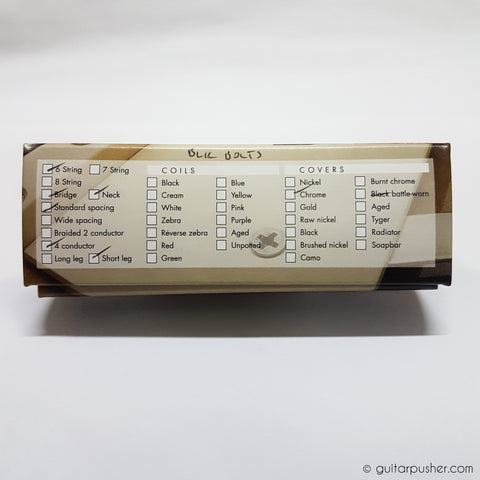 BLK BOLTS
6 String 7 String
8 String
Bridge Neck
Standard spacing
Wide spacing
Braided 2 conductor
4 conductor
Long leg Short leg
COILS
Black Blue
Cream Yellow
White Pink
Zebra Purple
Reverse zebra Aged
Red Unpotted
Green
COVERS
Nickel Burnt chrome
Chrome Black battle-worn
Gold Aged
Raw nickel Tyger
Black Radiator
Brushed nickel Soapbar
Camo
© guitarpusher.com